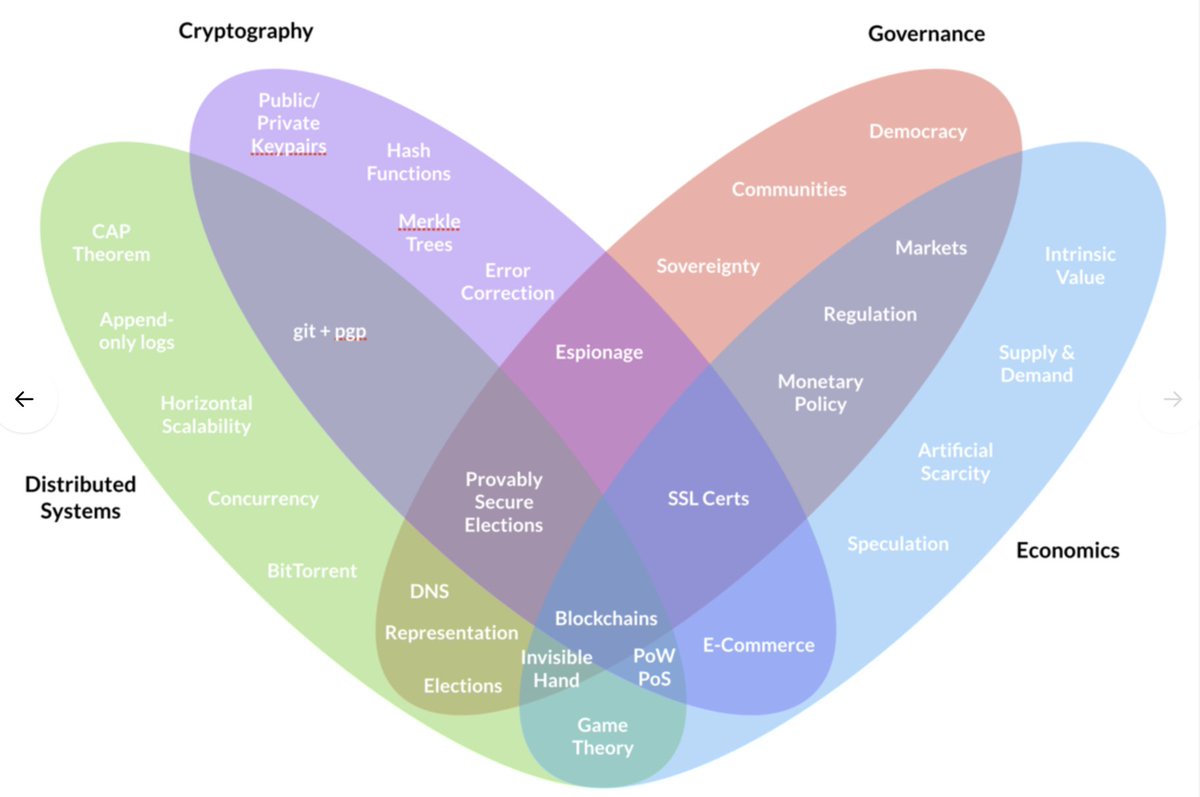 Cryptography
Governance
Public/
Private
Keypairs
Hash
Functions
Merkle
Trees
Error
Correction
Democracy
Communities
Sovereignty
Markets
Regulation
Monetary
Policy
Intrinsic
Value
Supply &
Demand
Artificial
Scarcity
Speculation
CAP
Theorem
Append-
only logs
Horizontal
Scalability
Concurrency
BitTorrent
git + pgp
Espionage
Provably
Secure
Elections
SSL Certs
Distributed
Systems
Economics
DNS
Representation
Elections
Blockchains
Invisible
Hand
PoW
PoS
E-Commerce
Game
Theory